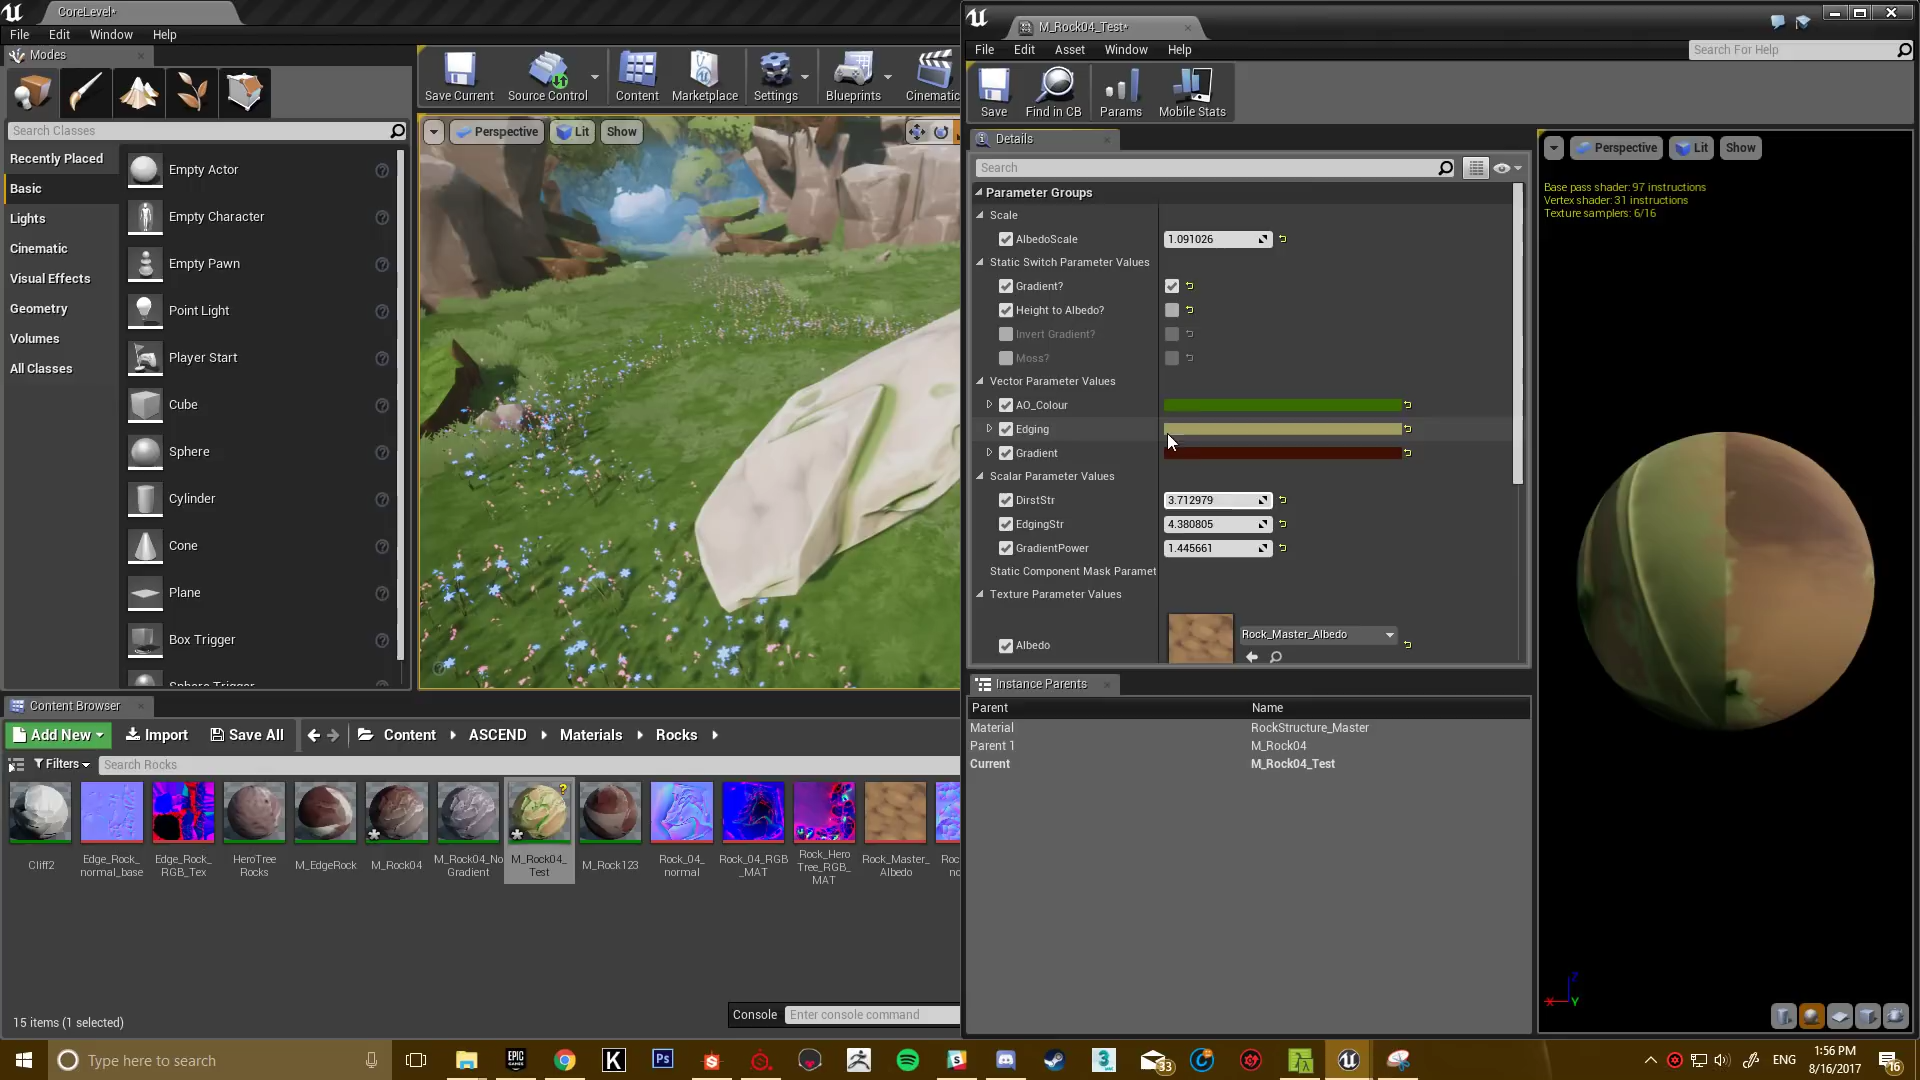 CoreLevel*
File Edit Window Help
Modes
Search Classes
Recently Placed
Basic
Lights
Cinematic
Visual Effects
Geometry
Volumes
All Classes
Empty Actor
Empty Character
Empty Pawn
Point Light
Player Start
Cube
Sphere
Cylinder
Cone
Plane
Box Trigger
Sphere Trigger
Save Current Source Control Content Marketplace Settings Blueprints Cinematic
Perspective Lit Show
M_Rock04_Test*
File Edit Asset Window Help
Search For Help
Save Find in CB Params Mobile Stats
Details
Search
Parameter Groups
Scale
AlbedoScale 1.091026
Static Switch Parameter Values
Gradient?
Height to Albedo?
Invert Gradient?
Moss?
Vector Parameter Values
AO_Colour
Edging
Gradient
Scalar Parameter Values
DirstStr 3.712979
EdgingStr 4.380805
GradientPower 1.445661
Static Component Mask Paramet
Texture Parameter Values
Albedo Rock_Master_Albedo
Instance Parents
Parent Name
Material RockStructure_Master
Parent 1 M_Rock04
Current M_Rock04_Test
Perspective Lit Show
Base pass shader: 97 instructions
Vertex shader: 31 instructions
Texture samplers: 6/16
Z
X Y
Content Browser
Add New Import Save All Content ASCEND Materials Rocks
Filters Search Rocks
Cliff2
Edge_Rock_
normal_base
Edge_Rock_
RGB_Tex
HeroTree
Rocks
M_EdgeRock
M_Rock04
M_Rock04_No
Gradient
M_Rock04_
Test
M_Rock123
Rock_04_
normal
Rock_04_RGB
_MAT
Rock_Hero
Tree_RGB_
MAT
Rock_Master_
Albedo
15 items (1 selected)
Console Enter console command
Type here to search
EPIC
GAMES
K
Ps
33
ENG
1:56 PM
8/16/2017
16